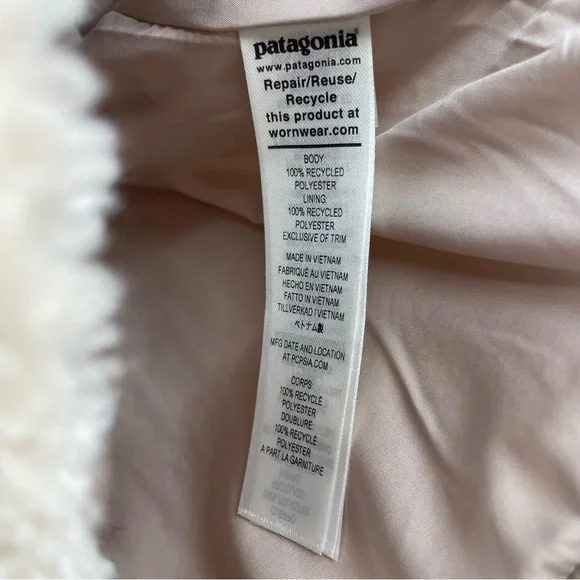 patagonia®
www.patagonia.com
Repair/Reuse/
Recycle
this product at
wornwear.com
BODY:
100% RECYCLED
POLYESTER
LINING:
100% RECYCLED
POLYESTER
EXCLUSIVE OF TRIM
MADE IN VIETNAM
FABRIQUÉ AU VIETNAM
HECHO EN VIETNAM
FATTO IN VIETNAM
TILLVERKAD I VIETNAM
ベトナム製
MFG DATE AND LOCATION
AT PCPSIA.COM
CORPS:
100% RECYCLÉ
POLYESTER
DOUBLURE:
100% RECYCLÉ
POLYESTER
A PART LA GARNITURE